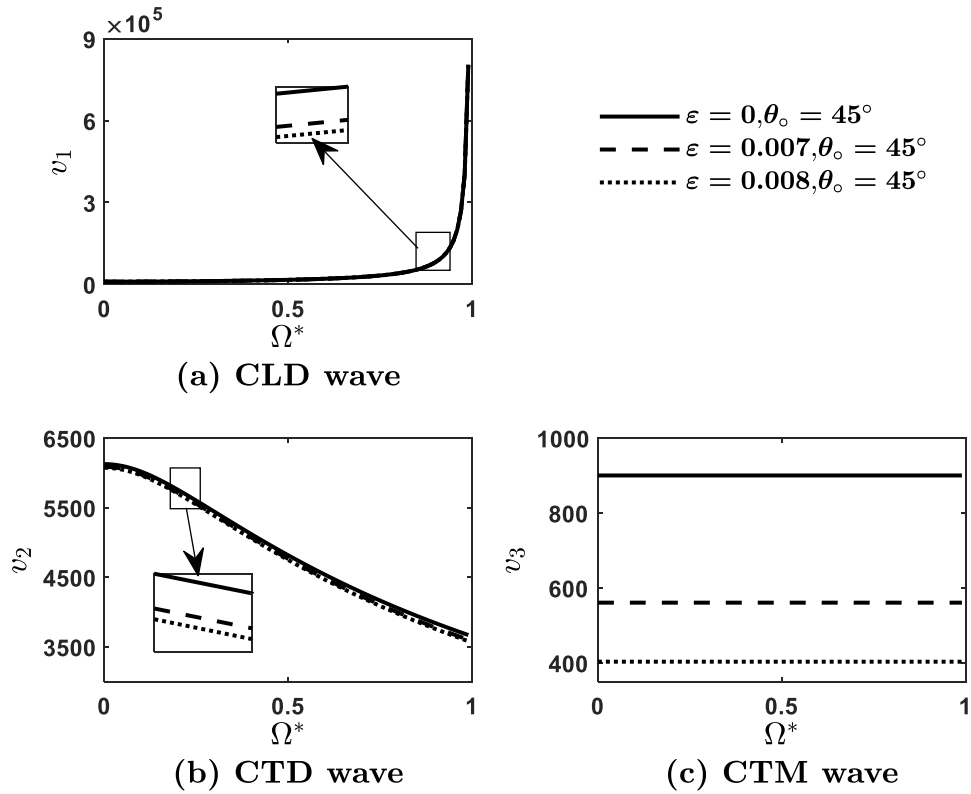 ×10⁵
9
6
3
0
v₁
0 0.5 1
Ω*
(a) CLD wave
ε = 0,θ∘ = 45°
ε = 0.007,θ∘ = 45°
ε = 0.008,θ∘ = 45°
6500
5500
4500
3500
v₂
0 0.5 1
Ω*
(b) CTD wave
1000
800
600
400
v₃
0 0.5 1
Ω*
(c) CTM wave